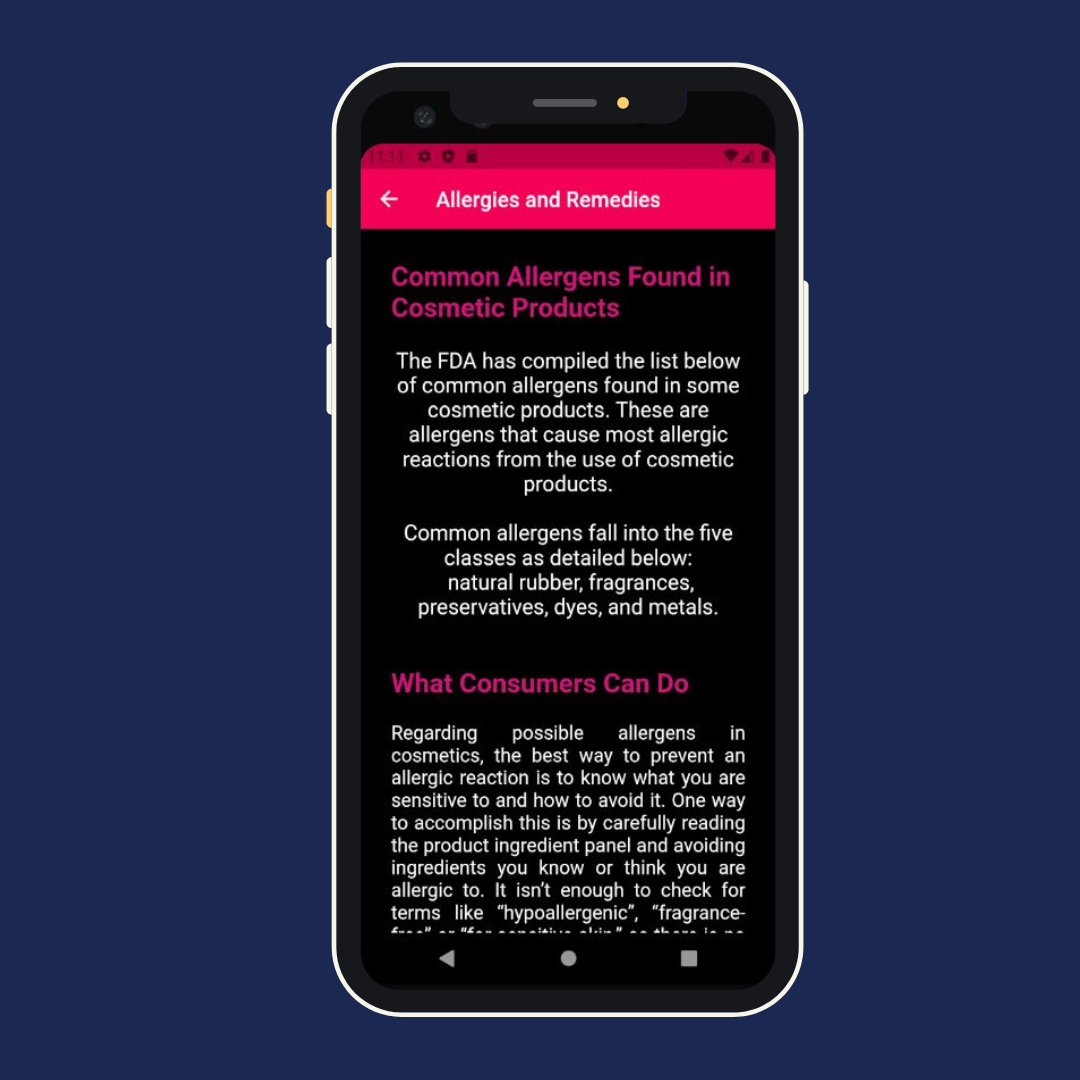 11:11
Allergies and Remedies
Common Allergens Found in
Cosmetic Products
The FDA has compiled the list below
of common allergens found in some
cosmetic products. These are
allergens that cause most allergic
reactions from the use of cosmetic
products.
Common allergens fall into the five
classes as detailed below:
natural rubber, fragrances,
preservatives, dyes, and metals.
What Consumers Can Do
Regarding possible allergens in
cosmetics, the best way to prevent an
allergic reaction is to know what you are
sensitive to and how to avoid it. One way
to accomplish this is by carefully reading
the product ingredient panel and avoiding
ingredients you know or think you are
allergic to. It isn’t enough to check for
terms like “hypoallergenic”, “fragrance-
free” or “for sensitive skin,” as there is no